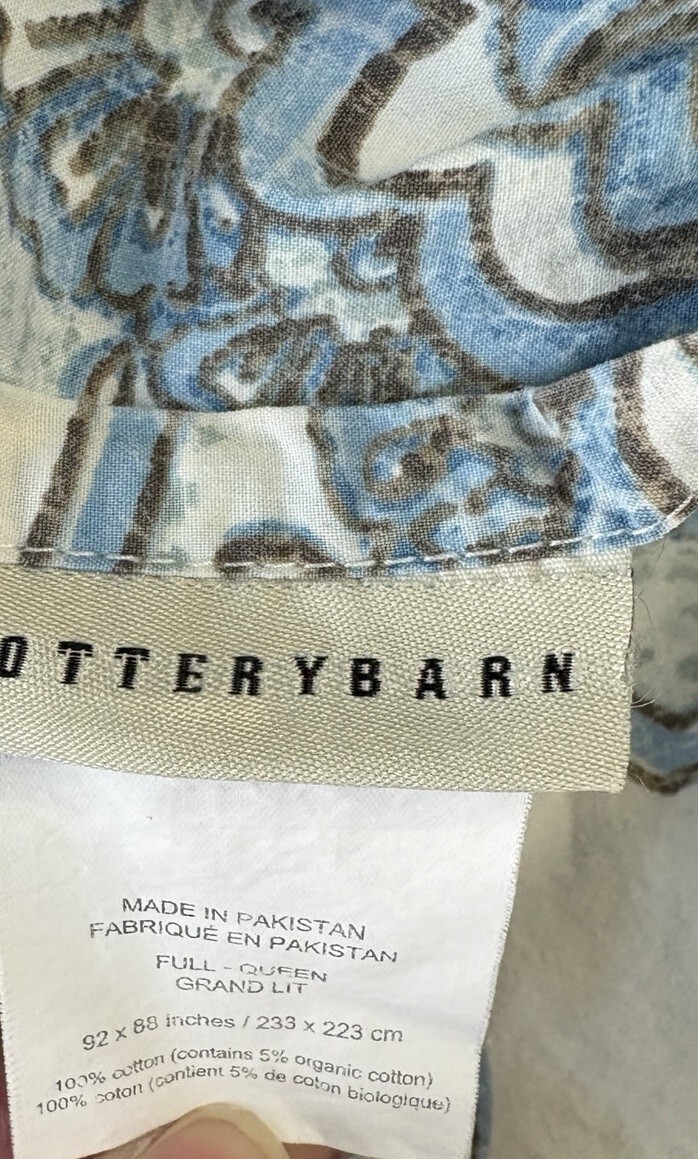 OTTERYBARN
MADE IN PAKISTAN
FABRIQUÉ EN PAKISTAN
FULL - QUEEN
GRAND LIT
92 x 88 inches / 233 x 223 cm
100% cotton (contains 5% organic cotton)
100% coton (contient 5% de coton biologique)